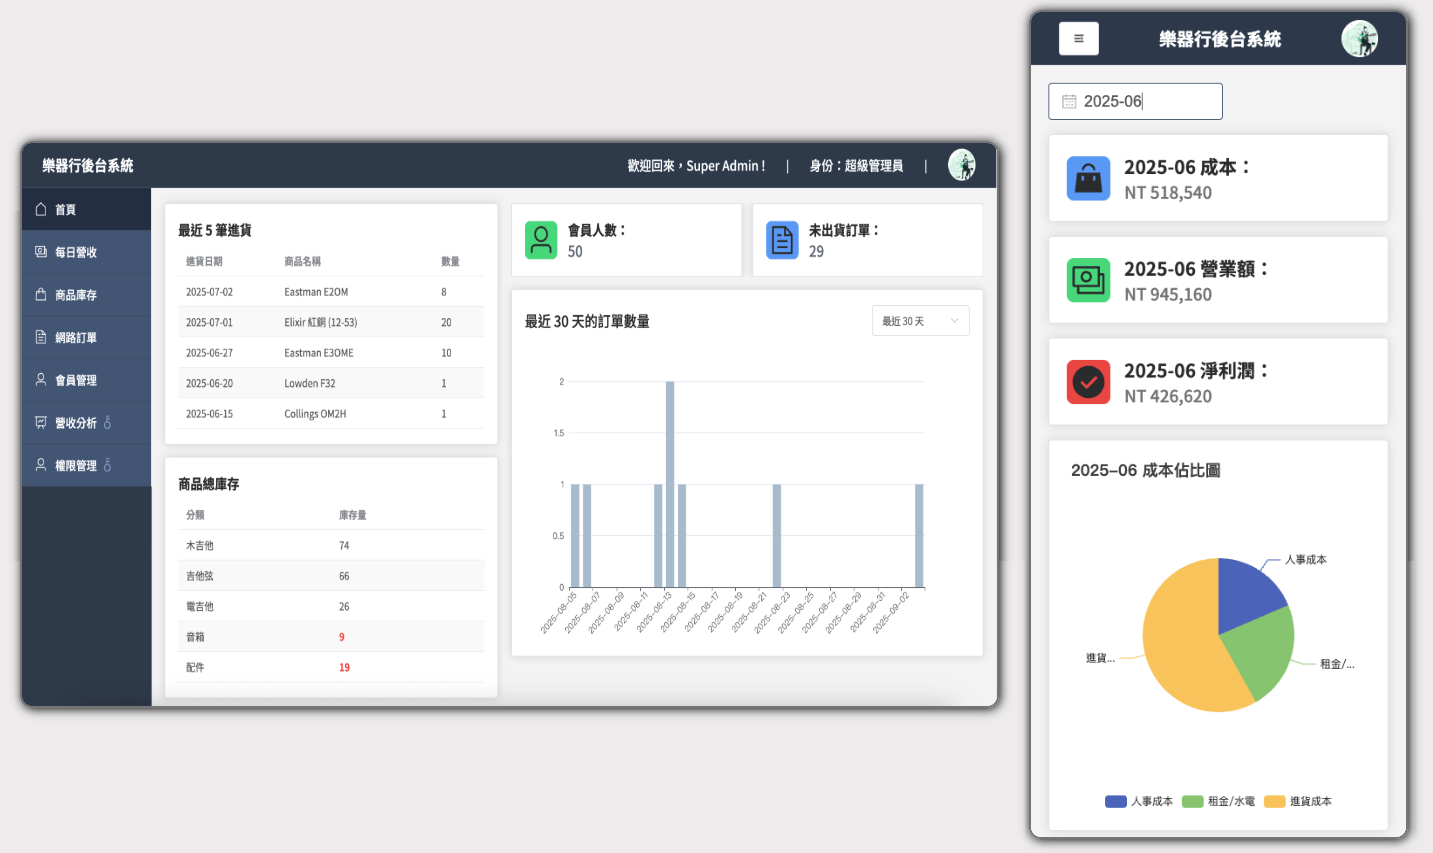 樂器行後台系統
歡迎回來，Super Admin！ | 身份：超級管理員 |
首頁
每日營收
商品庫存
網路訂單
會員管理
營收分析
權限管理
最近 5 筆進貨
進貨日期 商品名稱 數量
2025-07-02 Eastman E2OM 8
2025-07-01 Elixir 紅銅 (12-53) 20
2025-06-27 Eastman E3OME 10
2025-06-20 Lowden F32 1
2025-06-15 Collings OM2H 1
商品總庫存
分類 庫存量
木吉他 74
吉他弦 66
電吉他 26
音箱 9
配件 19
會員人數：
50
未出貨訂單：
29
最近 30 天的訂單數量
最近 30 天
2
1.5
1
0.5
0
2025-08-05
2025-08-07
2025-08-09
2025-08-11
2025-08-13
2025-08-15
2025-08-17
2025-08-19
2025-08-21
2025-08-23
2025-08-25
2025-08-27
2025-08-29
2025-08-31
2025-09-02
樂器行後台系統
2025-06
2025-06 成本：
NT 518,540
2025-06 營業額：
NT 945,160
2025-06 淨利潤：
NT 426,620
2025-06 成本佔比圖
人事成本
進貨...
租金/...
人事成本 租金/水電 進貨成本